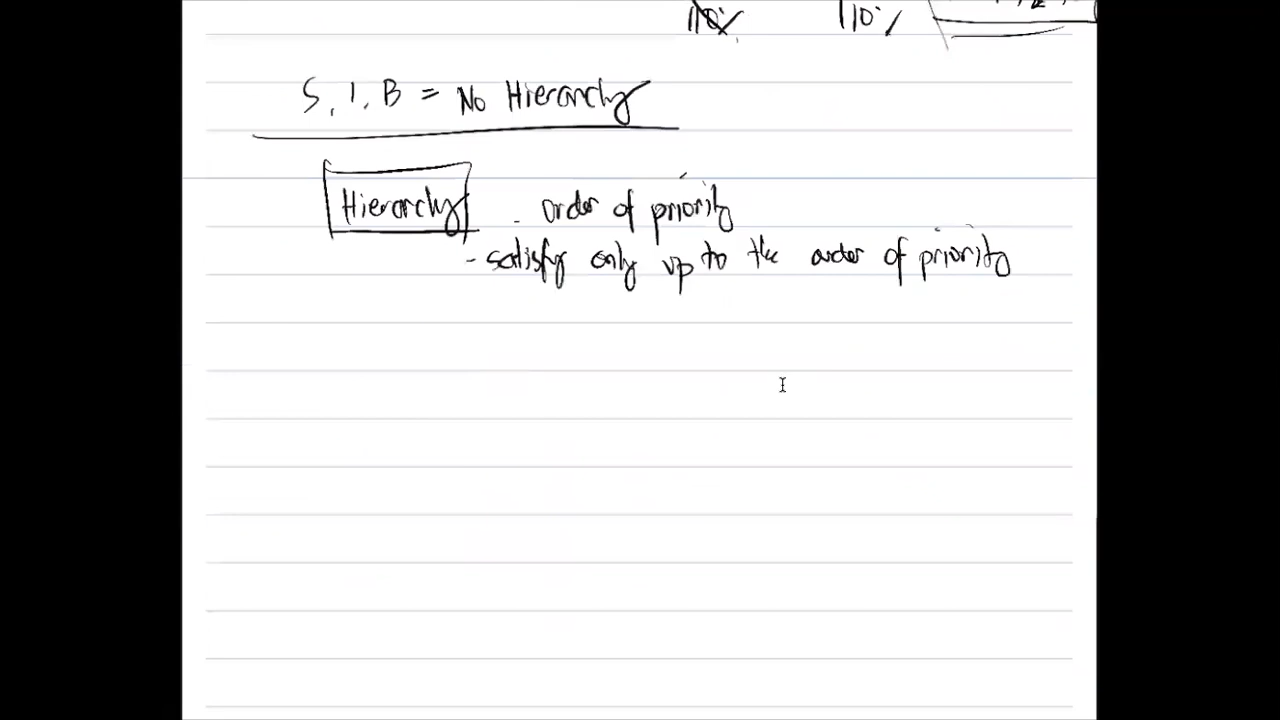 110% 110%
S, I, B = No Hierarchy
Hierarchy - order of priority
- satisfy only up to the order of priority